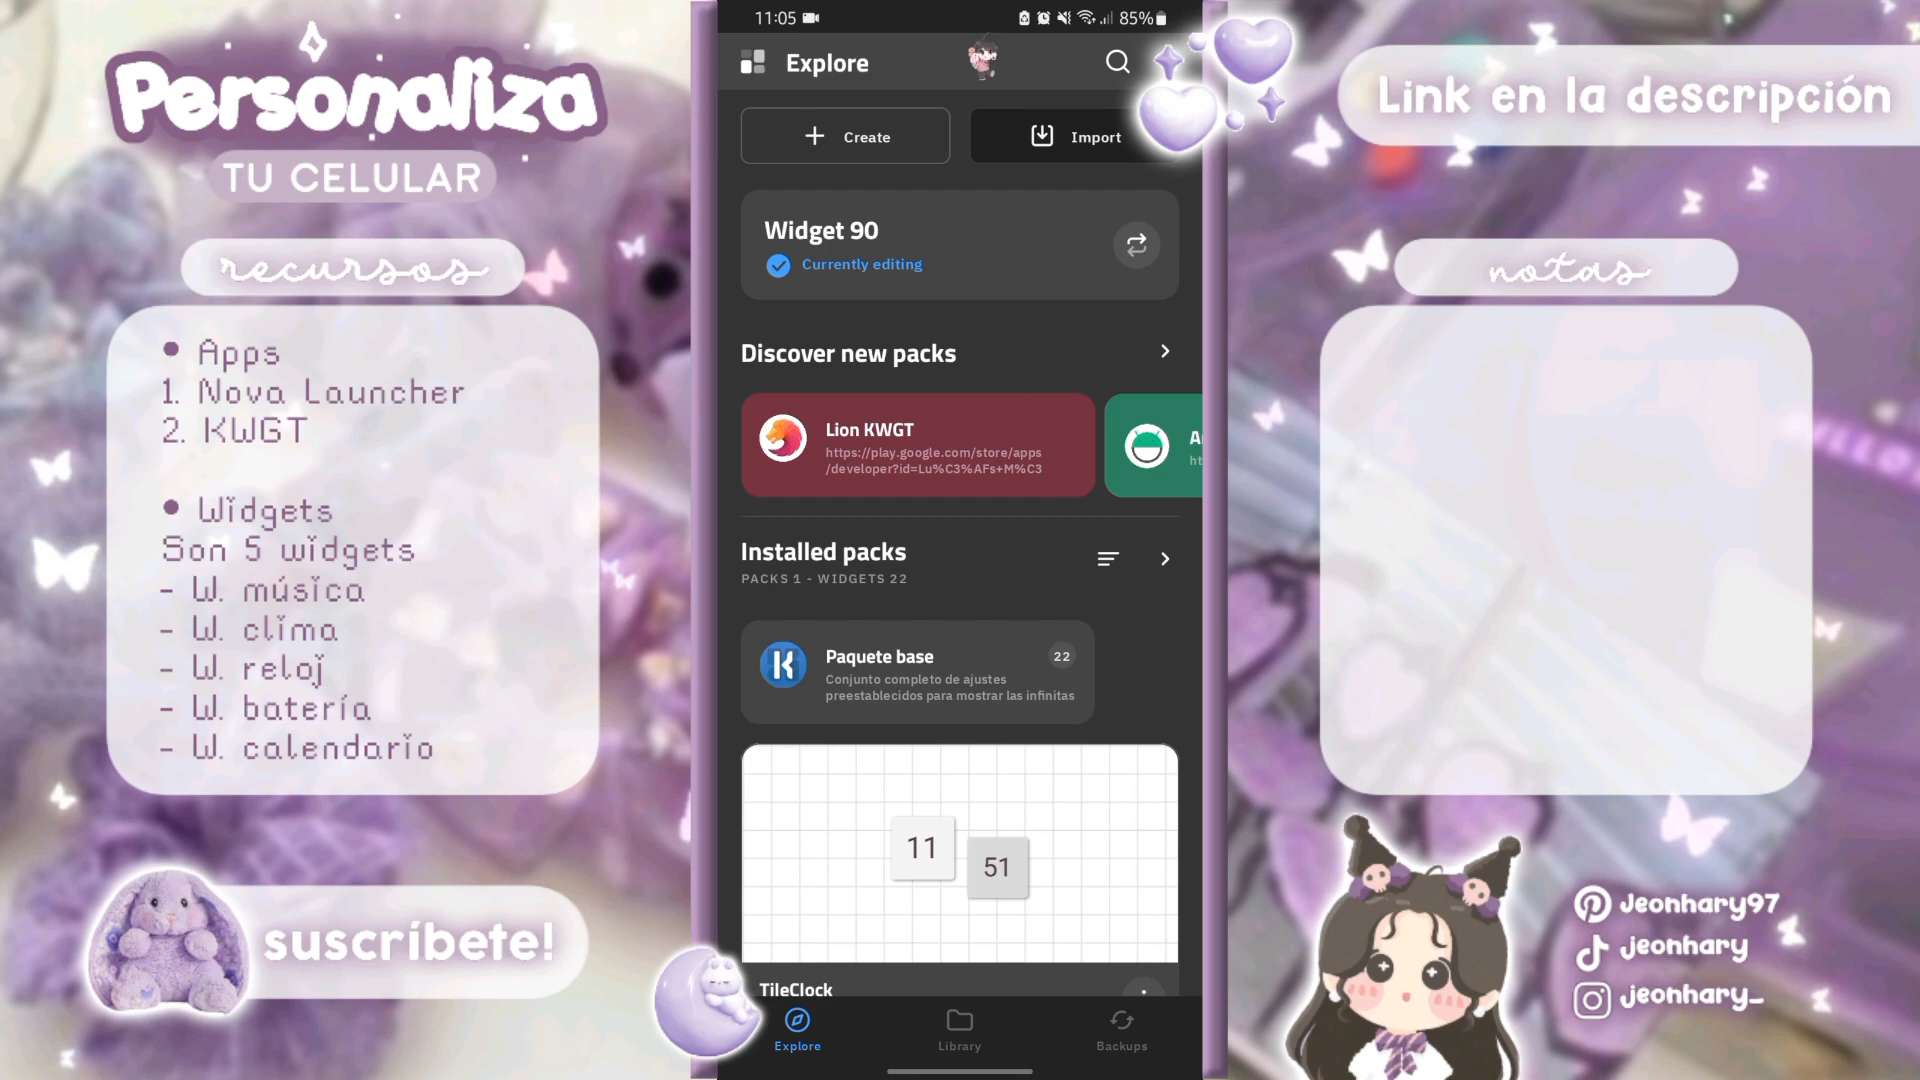 Personaliza
TU CELULAR
recursos
• Apps
1. Nova Launcher
2. KWGT
• Widgets
Son 5 widgets
- W. música
- W. clima
- W. reloj
- W. batería
- W. calendario
suscríbete!
11:05
85%
Explore
+ Create
Import
Widget 90
Currently editing
Discover new packs
Lion KWGT
https://play.google.com/store/apps
/developer?id=Lu%C3%AFs+M%C3
Installed packs
PACKS 1 - WIDGETS 22
Paquete base
22
Conjunto completo de ajustes
preestablecidos para mostrar las infinitas
11
51
TileClock
Explore
Library
Backups
Link en la descripción
notas
Jeonhary97
jeonhary
jeonhary_